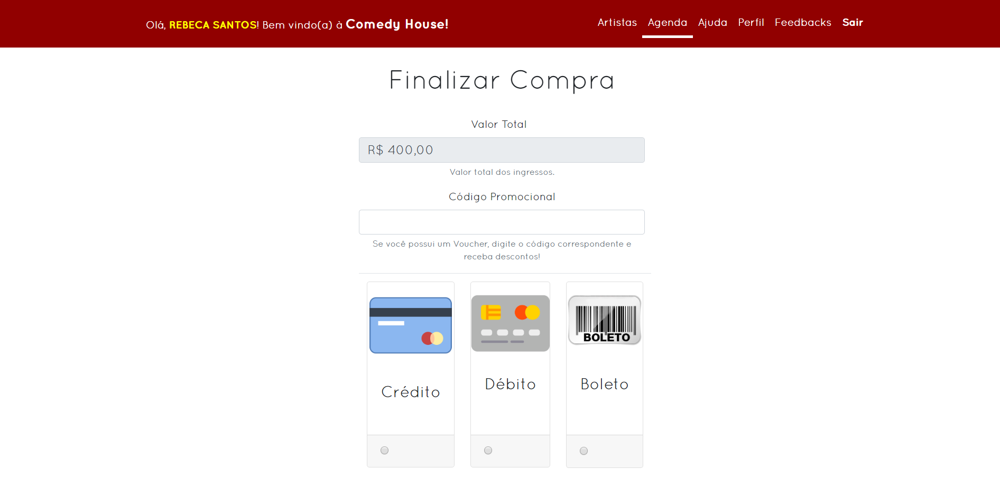 Olá, REBECA SANTOS! Bem vindo(a) à Comedy House!
Artistas Agenda Ajuda Perfil Feedbacks Sair
Finalizar Compra
Valor Total
R$ 400,00
Valor total dos ingressos.
Código Promocional
Se você possui um Voucher, digite o código correspondente e
receba descontos!
BOLETO
Crédito
Débito
Boleto